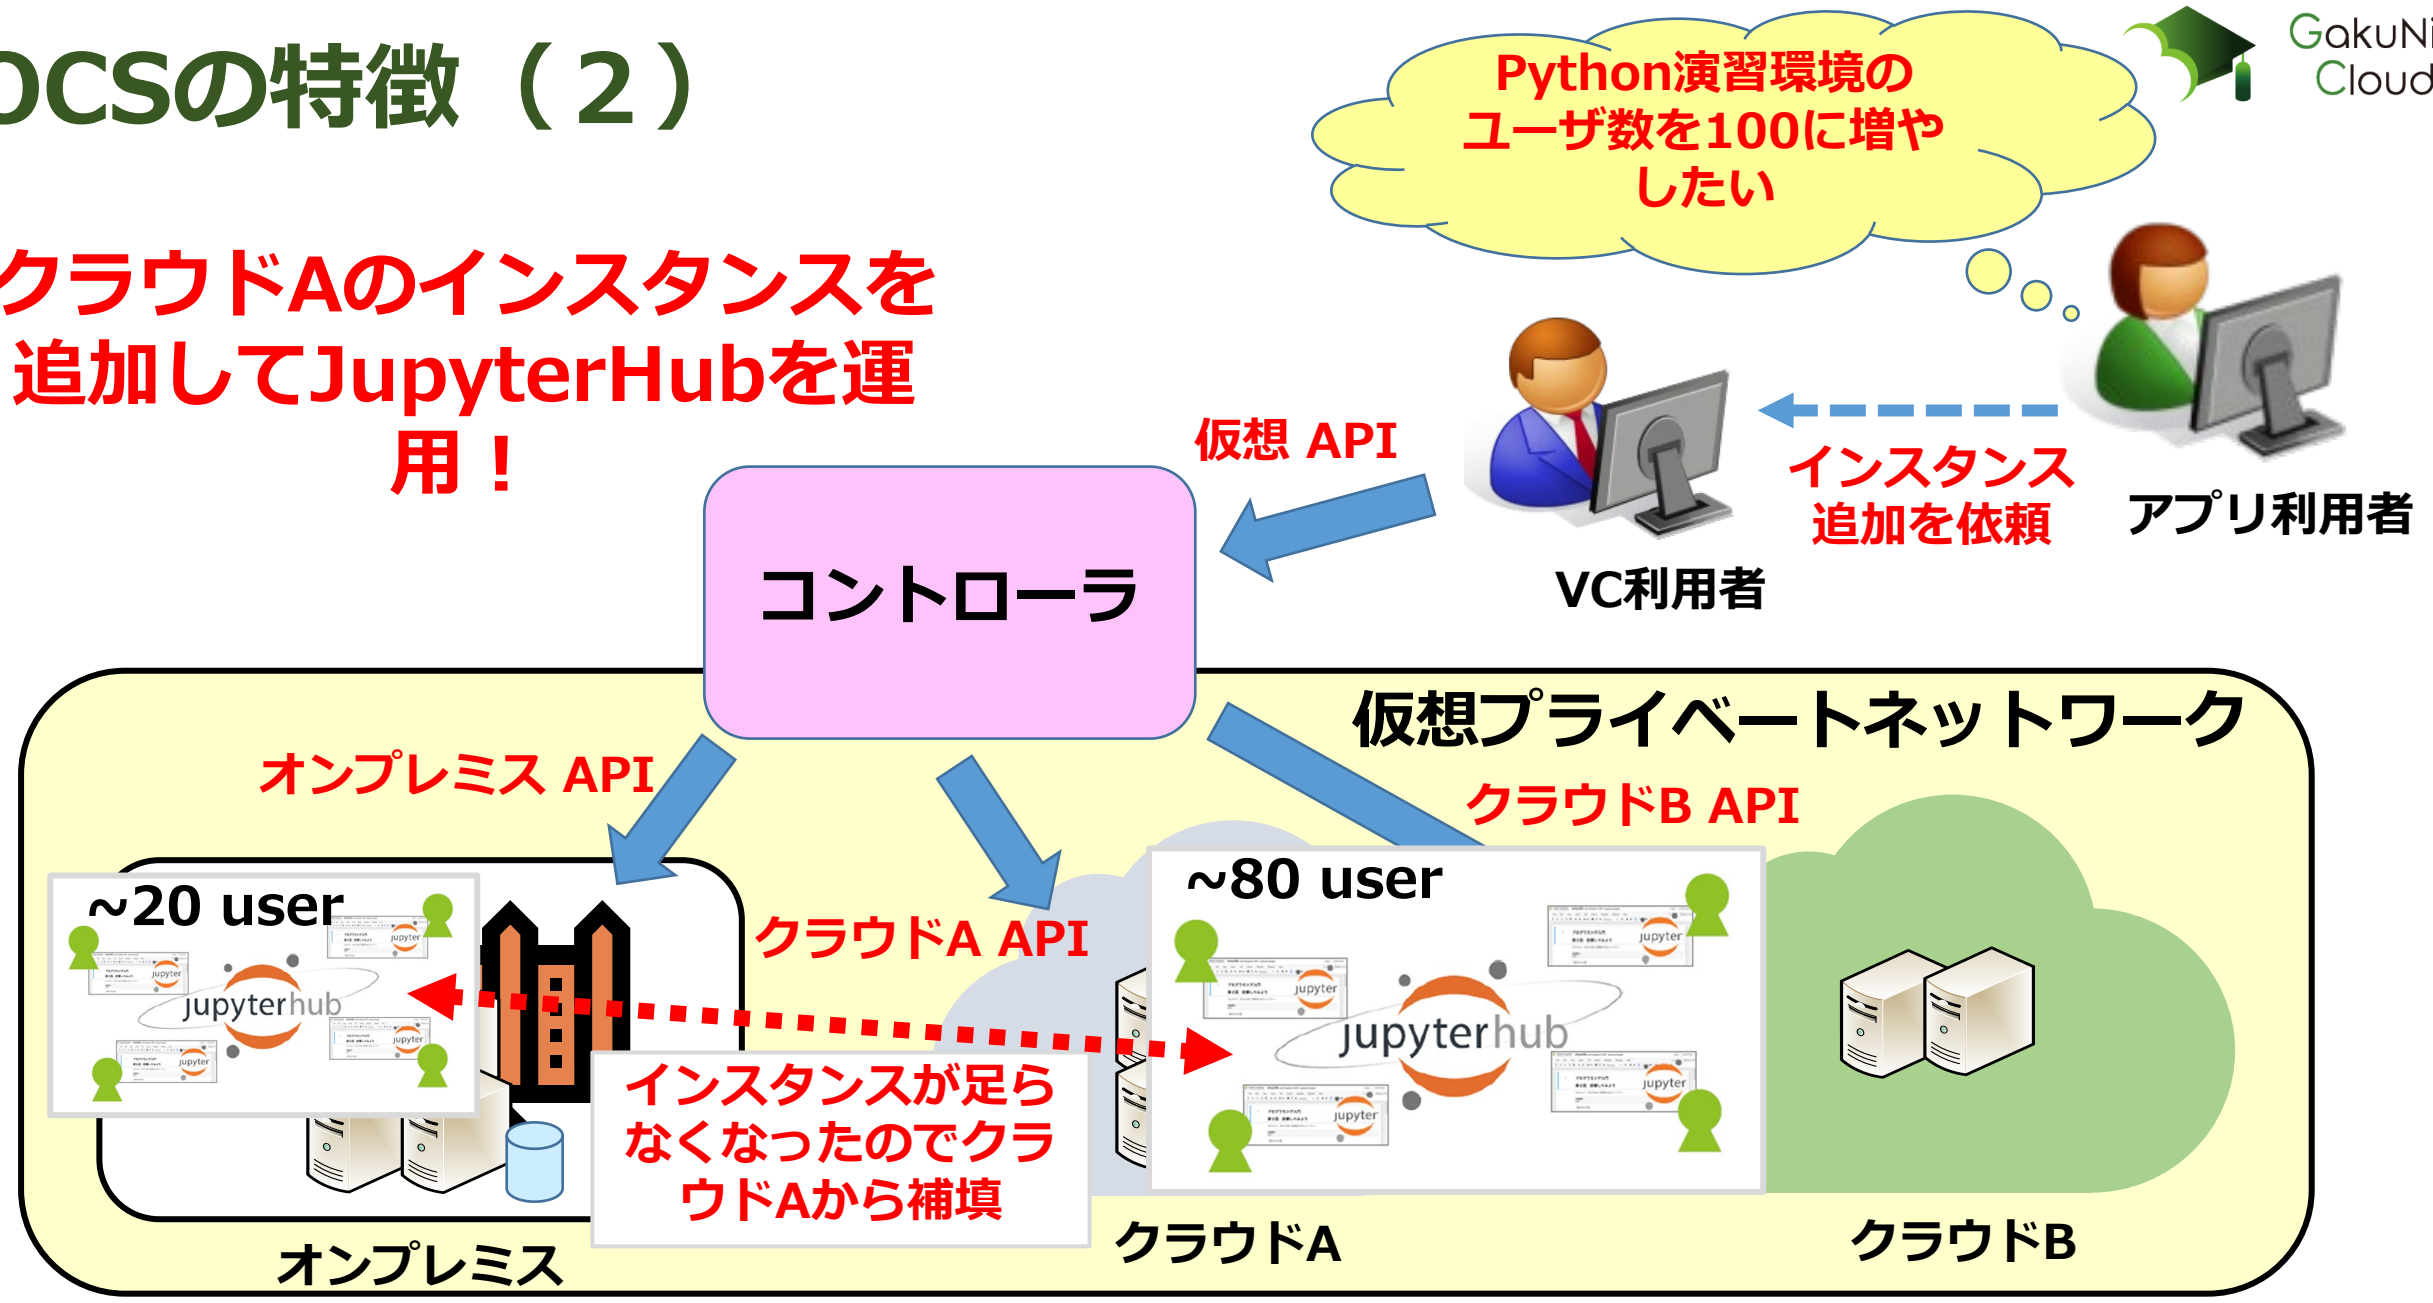 OCSの特徴（２）
GakuNi
Cloud
Python演習環境の
ユーザ数を100に増や
したい
クラウドAのインスタンスを
追加してJupyterHubを運
用！
仮想 API
インスタンス
追加を依頼
アプリ利用者
VC利用者
コントローラ
仮想プライベートネットワーク
オンプレミス API
クラウドA API
クラウドB API
~20 user
jupyterhub
jupyter
jupyter
jupyter
jupyter
~80 user
jupyterhub
jupyter
jupyter
jupyter
jupyter
インスタンスが足ら
なくなったのでクラ
ウドAから補填
オンプレミス
クラウドA
クラウドB